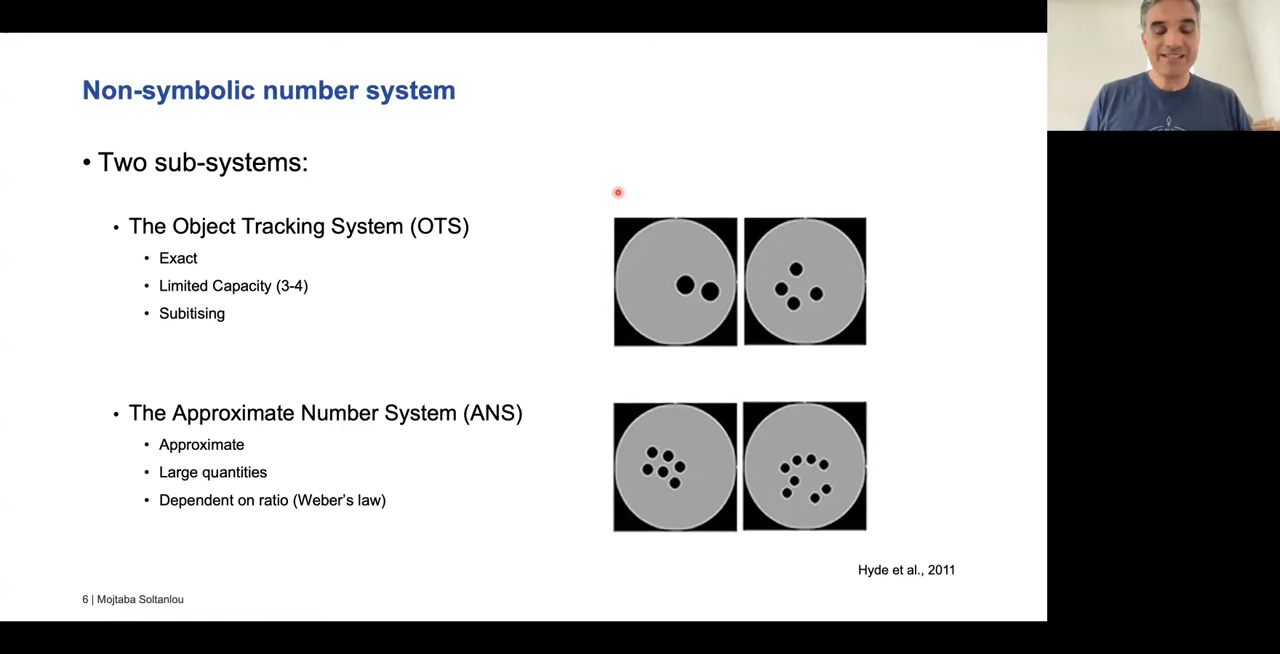 Non-symbolic number system
• Two sub-systems:
• The Object Tracking System (OTS)
• Exact
• Limited Capacity (3-4)
• Subitising
• The Approximate Number System (ANS)
• Approximate
• Large quantities
• Dependent on ratio (Weber's law)
Hyde et al., 2011
6 | Mojtaba Soltanlou